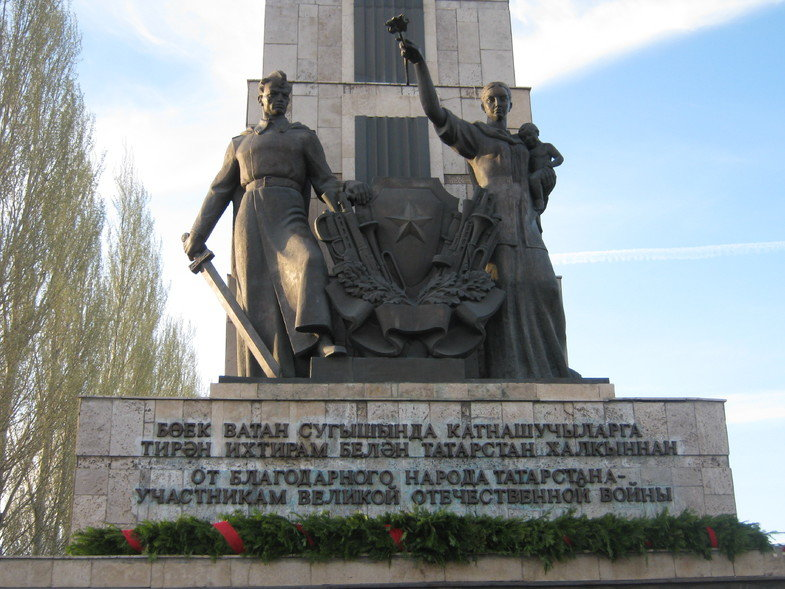 БӨЕК ВАТАН СУГЫШЫНДА КАТНАШУЧЫЛАРГА
ТИРӘН ИХТИРАМ БЕЛӘН ТАТАРСТАН ХАЛКЫННАН
ОТ БЛАГОДАРНОГО НАРОДА ТАТАРСТАНА-
УЧАСТНИКАМ ВЕЛИКОЙ ОТЕЧЕСТВЕННОЙ ВОЙНЫ